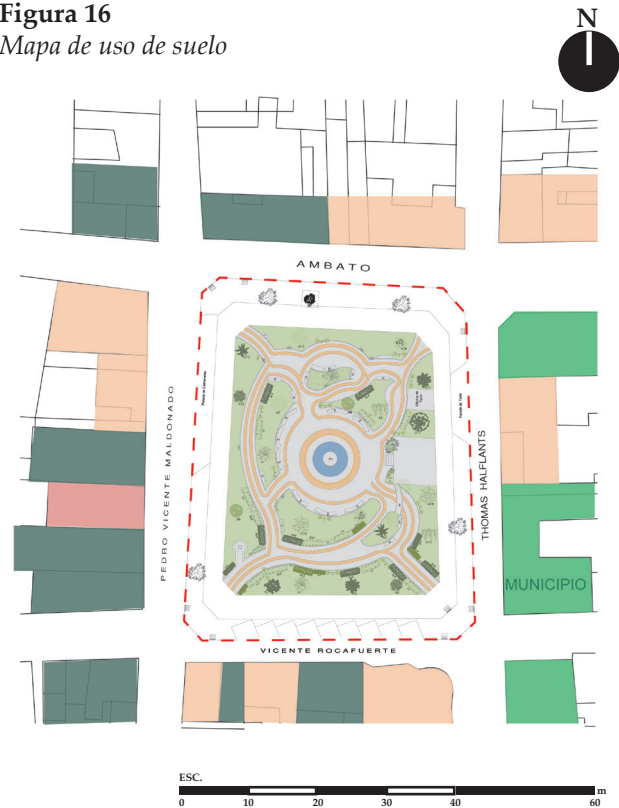 Figura 16
Mapa de uso de suelo
N
AMBATO
PEDRO VICENTE MALDONADO
THOMAS HALFLANTS
MUNICIPIO
VICENTE ROCAFUERTE
ESC.
m
0 10 20 30 40 60